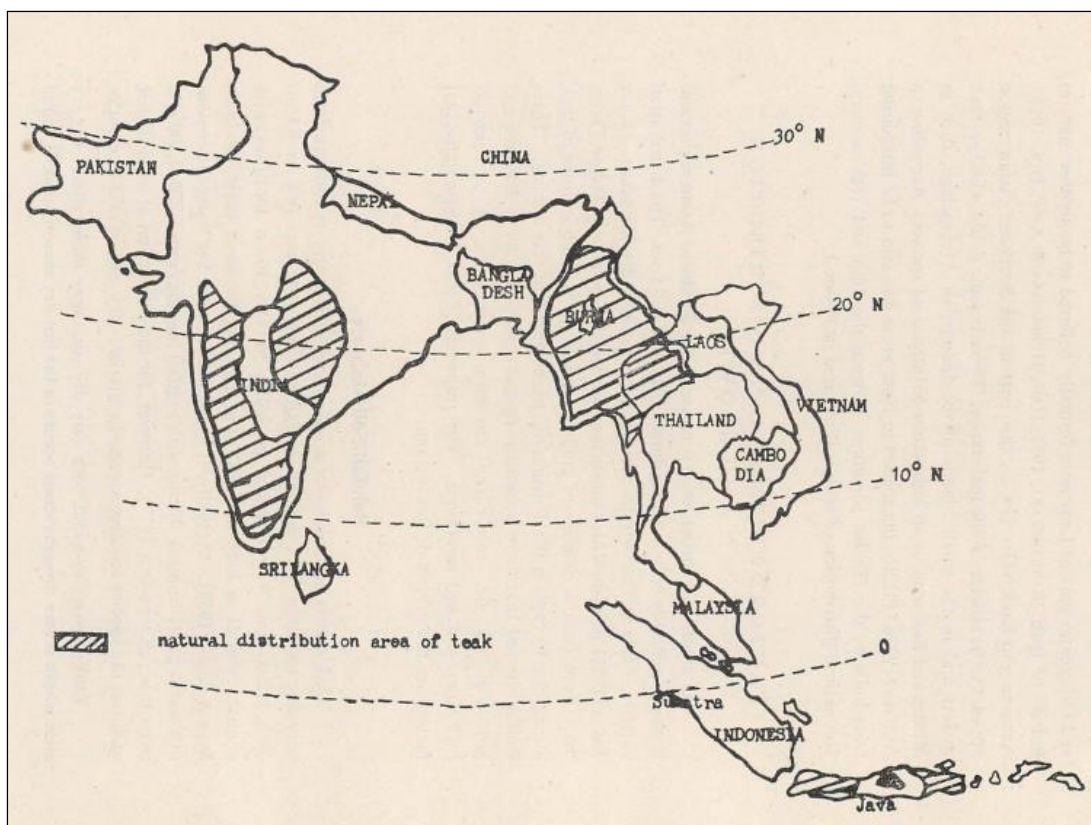 30° N
CHINA
PAKISTAN
NEPAL
BANGLA
DESH
20° N
BURMA
LAOS
INDIA
VIETNAM
THAILAND
CAMBO
DIA
10° N
SRILANGKA
MALAYSIA
natural distribution area of teak
0
Sumatra
INDONESIA
Java